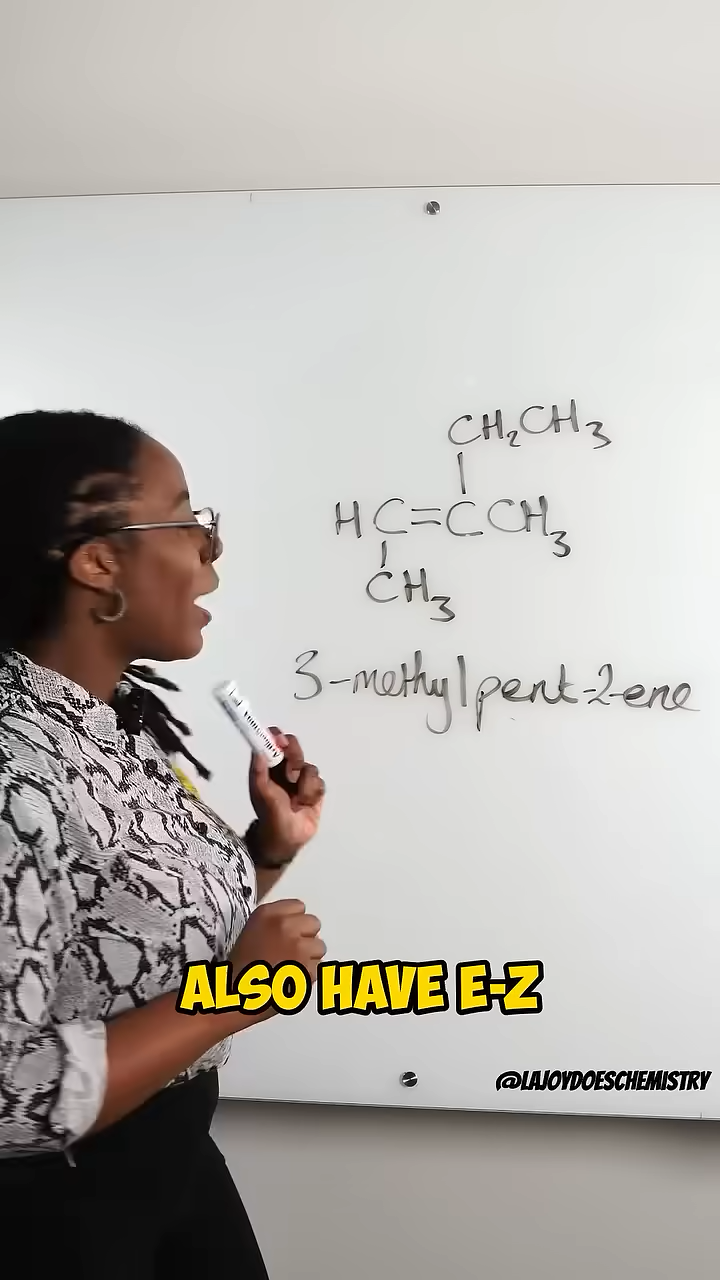 CH₂CH₃
HC=CCH₃
CH₃
3-methylpent-2-ene
ALSO HAVE E-Z
@LAJOYDOESCHEMISTRY